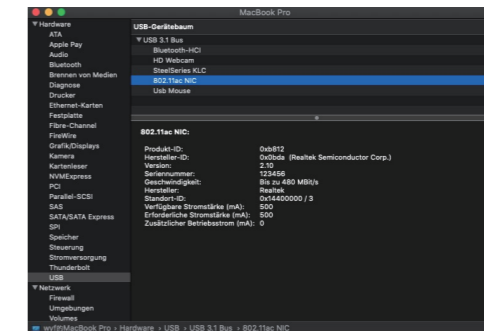 MacBook Pro
Hardware
ATA
Apple Pay
Audio
Bluetooth
Brennen von Medien
Diagnose
Drucker
Ethernet-Karten
Festplatte
Fibre-Channel
FireWire
Grafik/Displays
Kamera
Kartenleser
NVMExpress
PCI
Parallel-SCSI
SAS
SATA/SATA Express
SPI
Speicher
Steuerung
Stromversorgung
Thunderbolt
USB
Netzwerk
Firewall
Umgebungen
Volumes
USB-Gerätebaum
USB 3.1 Bus
Bluetooth-HCI
HD Webcam
SteelSeries KLC
802.11ac NIC
Usb Mouse
802.11ac NIC:
Produkt-ID: 0xb812
Hersteller-ID: 0x0bda (Realtek Semiconductor Corp.)
Version: 2.10
Seriennummer: 123456
Geschwindigkeit: Bis zu 480 MBit/s
Hersteller: Realtek
Standort-ID: 0x14400000 / 3
Verfügbare Stromstärke (mA): 500
Erforderliche Stromstärke (mA): 500
Zusätzlicher Betriebsstrom (mA): 0
MacBook Pro › Hardware › USB › USB 3.1 Bus › 802.11ac NIC